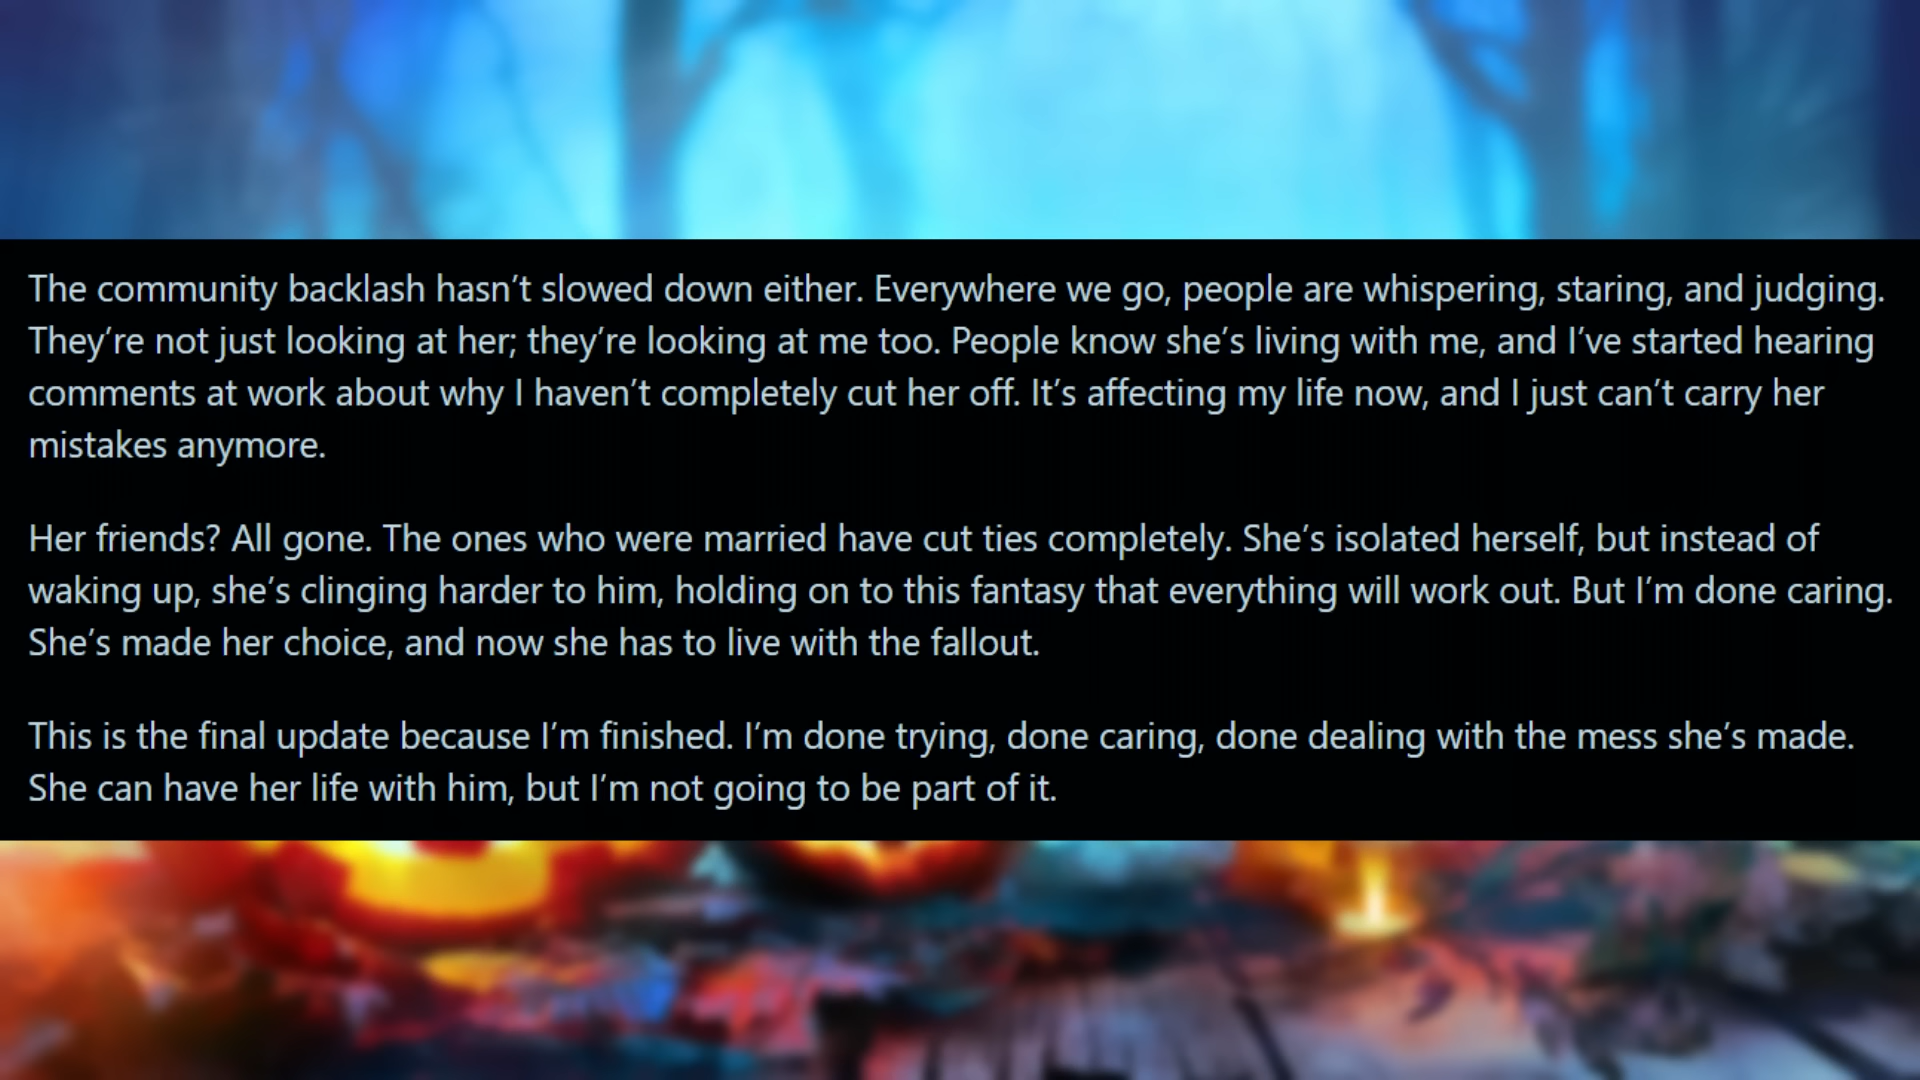 The community backlash hasn’t slowed down either. Everywhere we go, people are whispering, staring, and judging.
They’re not just looking at her; they’re looking at me too. People know she’s living with me, and I’ve started hearing
comments at work about why I haven’t completely cut her off. It’s affecting my life now, and I just can’t carry her
mistakes anymore.
Her friends? All gone. The ones who were married have cut ties completely. She’s isolated herself, but instead of
waking up, she’s clinging harder to him, holding on to this fantasy that everything will work out. But I’m done caring.
She’s made her choice, and now she has to live with the fallout.
This is the final update because I’m finished. I’m done trying, done caring, done dealing with the mess she’s made.
She can have her life with him, but I’m not going to be part of it.